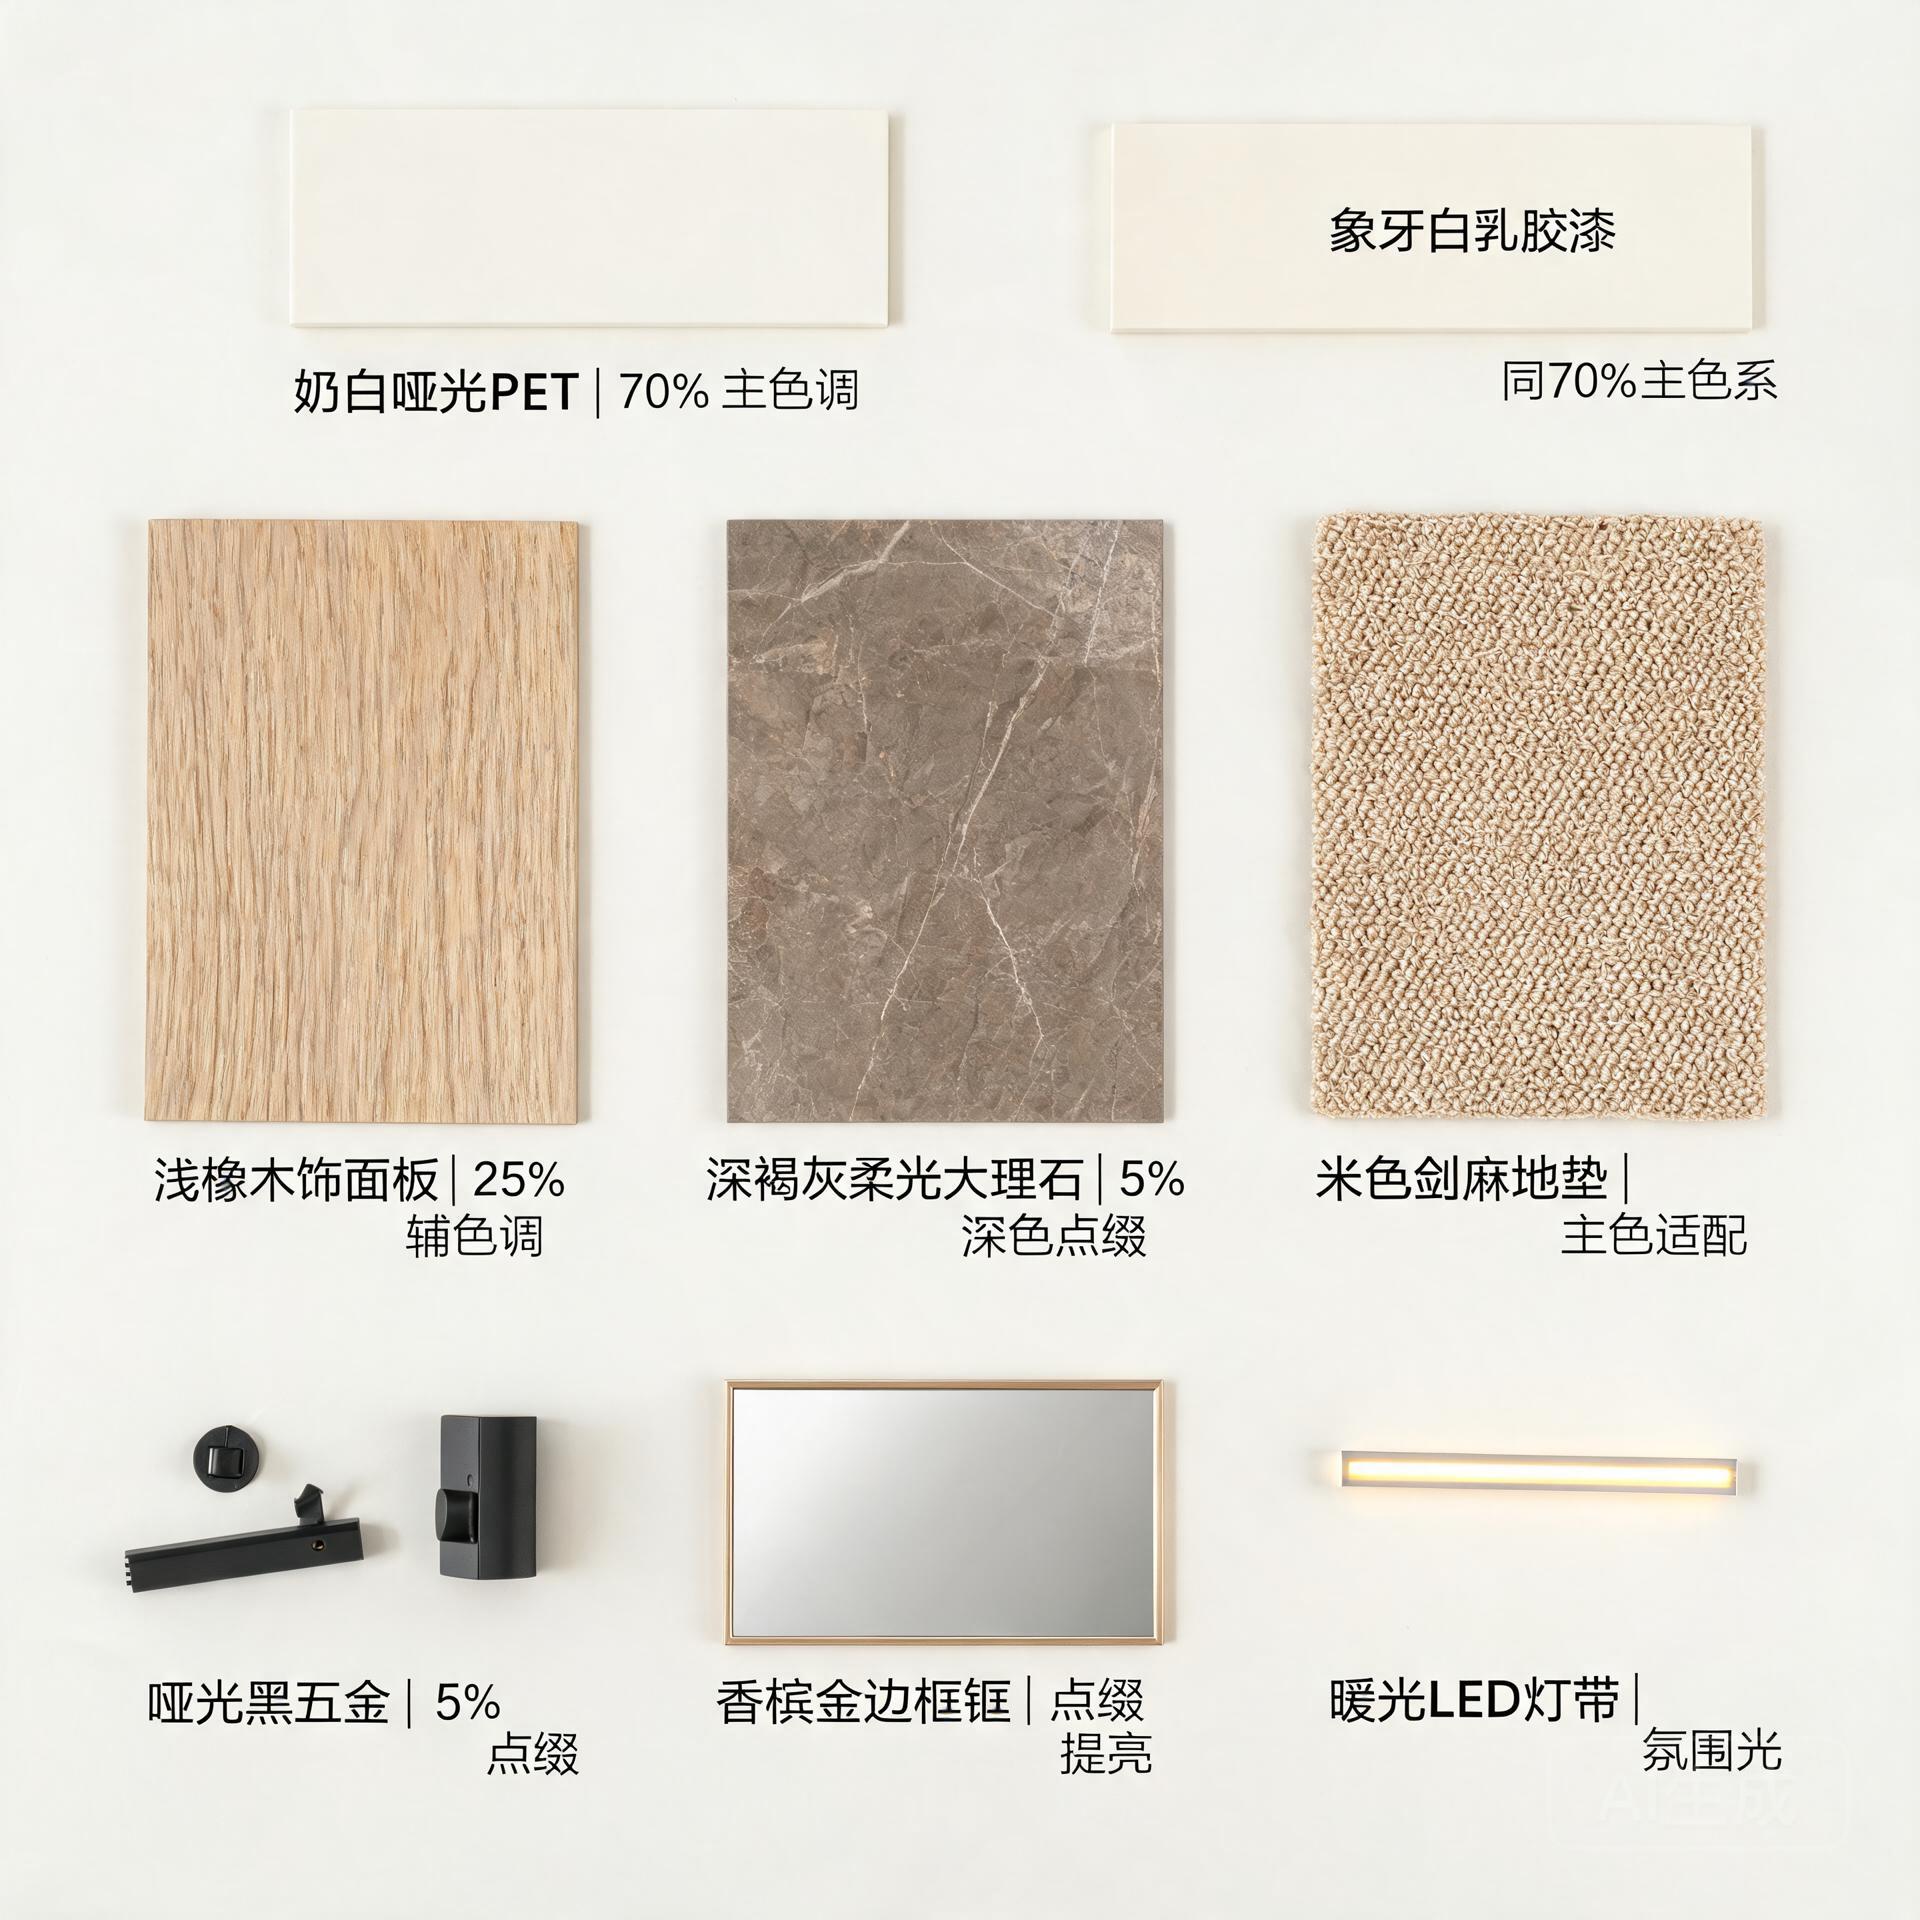 象牙白乳胶漆
奶白哑光PET | 70% 主色调
同70%主色系
浅橡木饰面板 | 25%
辅色调
深褐灰柔光大理石 | 5%
深色点缀
米色剑麻地垫 |
主色适配
哑光黑五金 | 5%
点缀
香槟金边框镜 | 点缀
提亮
暖光LED灯带 |
氛围光
AI生成